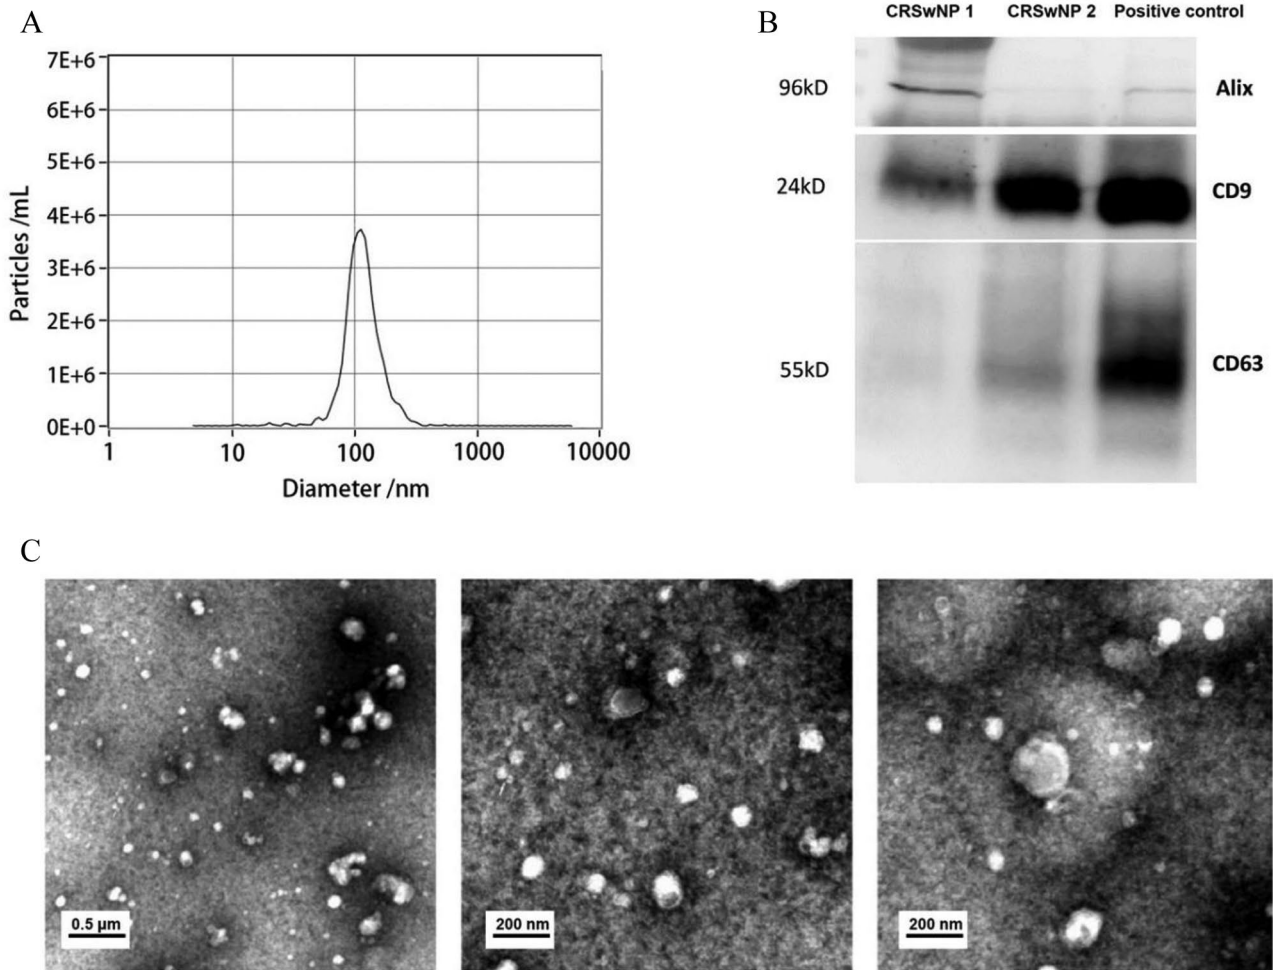 A
7E+6
6E+6
5E+6
4E+6
3E+6
2E+6
1E+6
0E+0
Particles /mL
1 10 100 1000 10000
Diameter /nm
B
CRSwNP 1 CRSwNP 2 Positive control
96kD Alix
24kD CD9
55kD CD63
C
0.5 µm
200 nm
200 nm